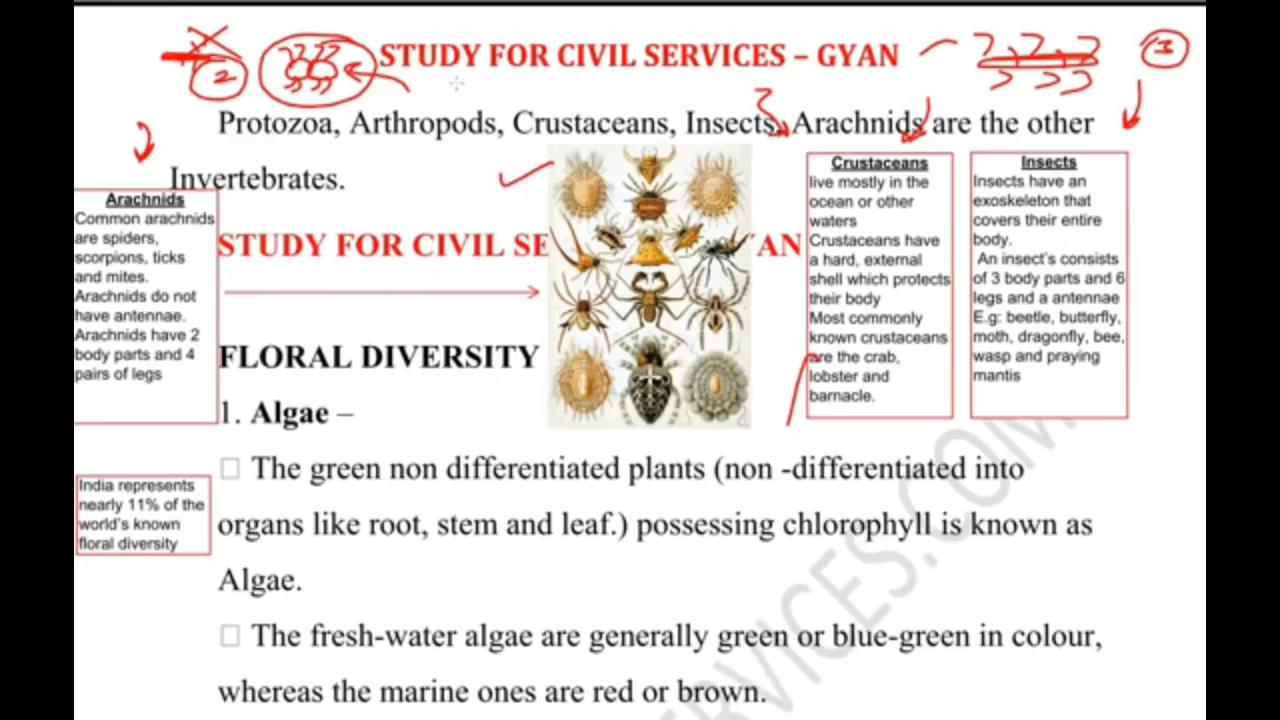 STUDY FOR CIVIL SERVICES – GYAN
2
3
Protozoa, Arthropods, Crustaceans, Insects, Arachnids are the other
Invertebrates.
Arachnids
Common arachnids
are spiders,
scorpions, ticks
and mites.
Arachnids do not
have antennae.
Arachnids have 2
body parts and 4
pairs of legs
Crustaceans
live mostly in the
ocean or other
waters
Crustaceans have
a hard, external
shell which protects
their body
Most commonly
known crustaceans
are the crab,
lobster and
barnacle.
Insects
Insects have an
exoskeleton that
covers their entire
body.
An insect's consists
of 3 body parts and 6
legs and a antennae
E.g: beetle, butterfly,
moth, dragonfly, bee,
wasp and praying
mantis
STUDY FOR CIVIL SE YAN
FLORAL DIVERSITY
1. Algae –
The green non differentiated plants (non -differentiated into
organs like root, stem and leaf.) possessing chlorophyll is known as
Algae.
India represents
nearly 11% of the
world's known
floral diversity
The fresh-water algae are generally green or blue-green in colour,
whereas the marine ones are red or brown.
RVICES.COM